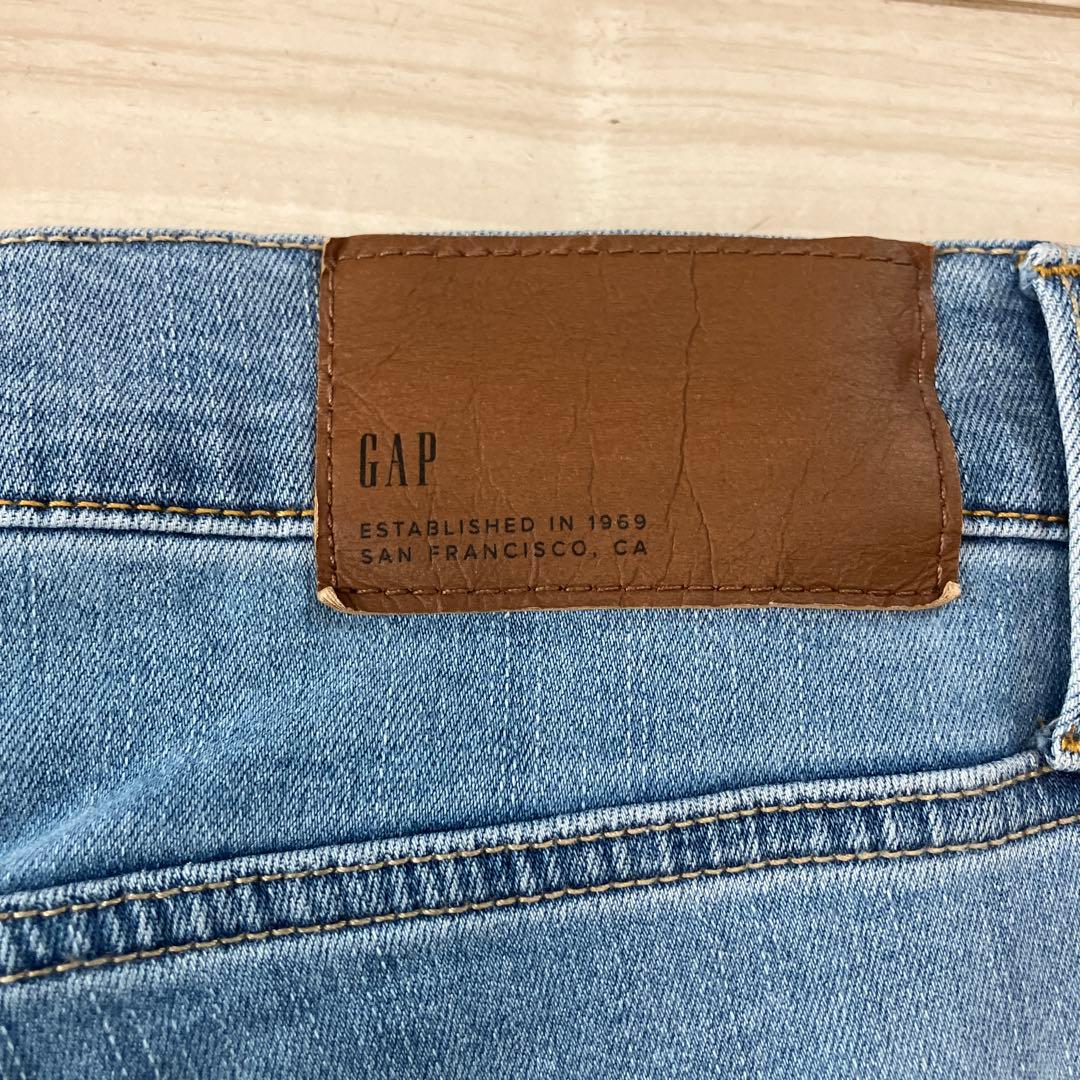 GAP
ESTABLISHED IN 1969
SAN FRANCISCO, CA